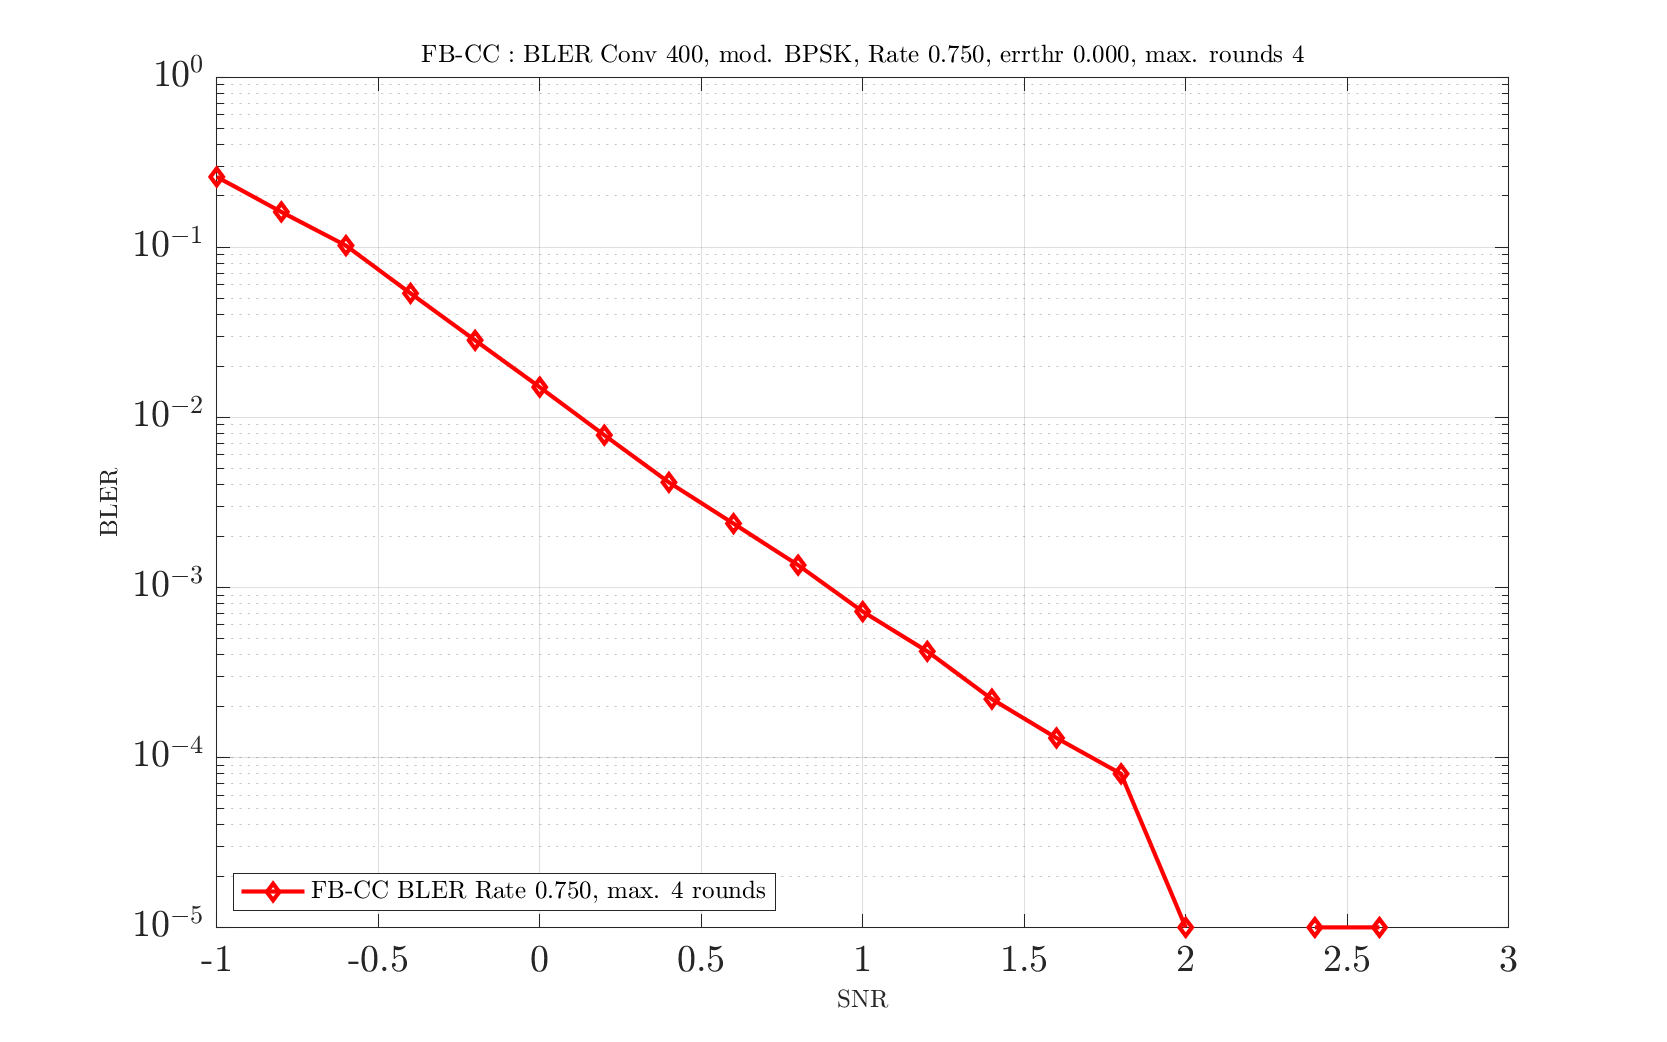 FB-CC : BLER Conv 400, mod. BPSK, Rate 0.750, errthr 0.000, max. rounds 4
10^0
10^-1
10^-2
10^-3
10^-4
10^-5
BLER
FB-CC BLER Rate 0.750, max. 4 rounds
-1 -0.5 0 0.5 1 1.5 2 2.5 3
SNR